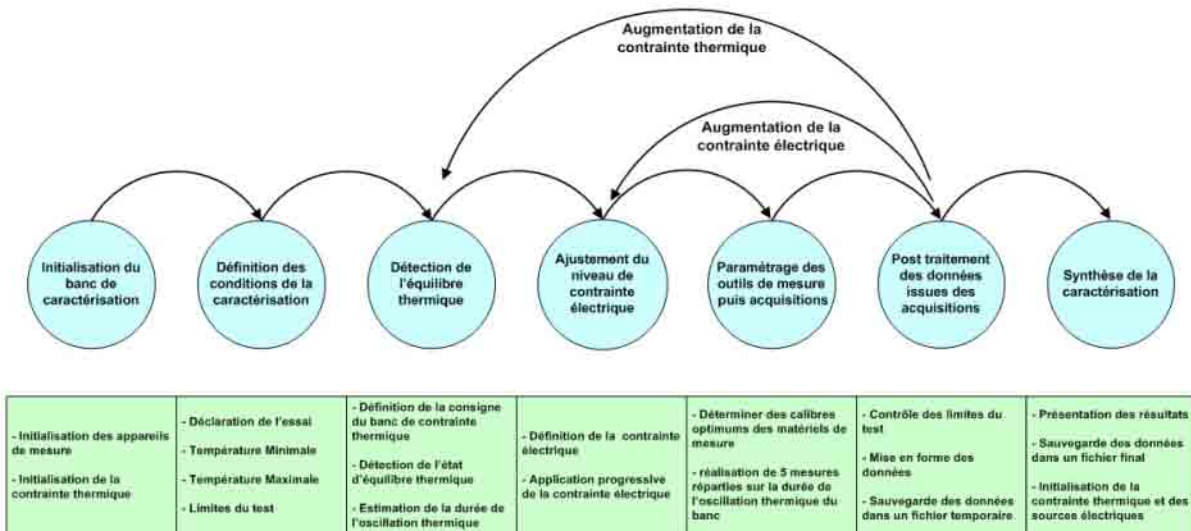 Augmentation de la
contrainte thermique
Augmentation de la
contrainte électrique
Initialisation du
banc de
caractérisation
Définition des
conditions de la
caractérisation
Détection de
l'équilibre
thermique
Ajustement du
niveau de
contrainte
électrique
Paramétrage des
outils de mesure
puis acquisitions
Post traitement
des données
issues des
acquisitions
Synthèse de la
caractérisation
- Initialisation des appareils
de mesure
- Initialisation de la
contrainte thermique
- Déclaration de l'essai
- Température Minimale
- Température Maximale
- Limites du test
- Définition de la consigne
du banc de contrainte
thermique
- Détection de l'état
d'équilibre thermique
- Estimation de la durée de
l'oscillation thermique
- Définition de la contrainte
électrique
- Application progressive
de la contrainte électrique
- Déterminer des calibres
optimums des matériels de
mesure
- réalisation de 5 mesures
réparties sur la durée de
l'oscillation thermique du
banc
- Contrôle des limites du
test
- Mise en forme des
données
- Sauvegarde des données
dans un fichier temporaire.
- Présentation des résultats
- Sauvegarde des données
dans un fichier final
- Initialisation de la
contrainte thermique et des
sources électriques